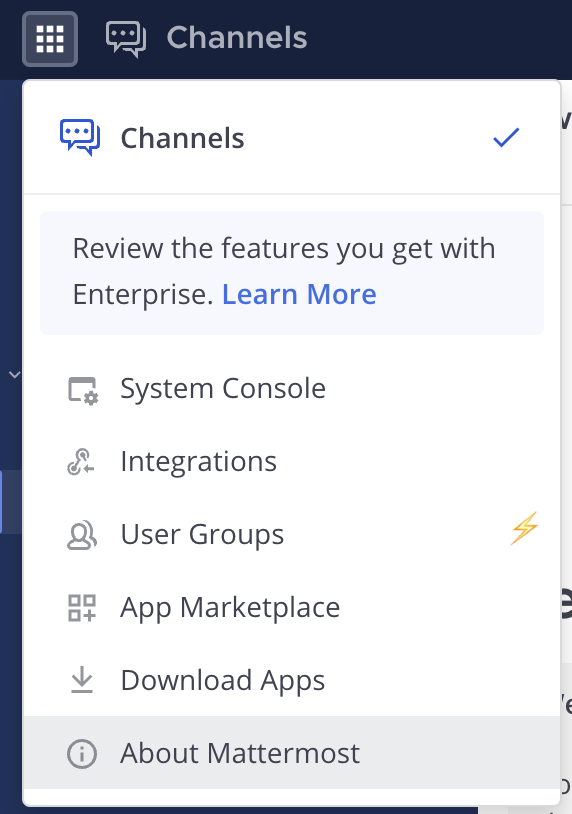 Channels
Channels
Review the features you get with
Enterprise. Learn More
System Console
Integrations
User Groups
App Marketplace
Download Apps
About Mattermost